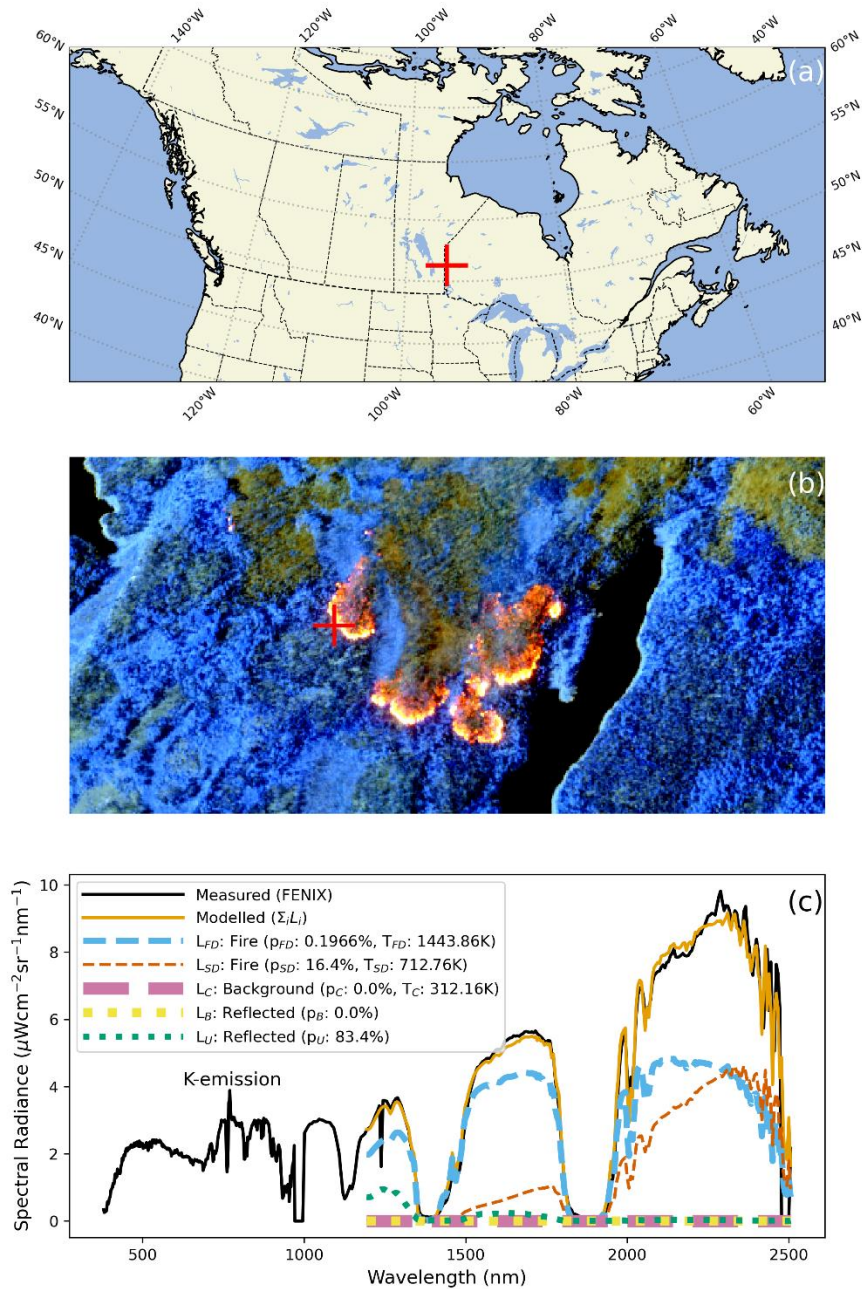 140°W 120°W 100°W 80°W 60°W 40°W
60°N 60°N
(a)
55°N 55°N
50°N 50°N
45°N 45°N
40°N 40°N
120°W 100°W 80°W 60°W
(b)
(c)
Measured (FENIX)
Modelled (Σ_iL_i)
L_FD: Fire (p_FD: 0.1966%, T_FD: 1443.86K)
L_SD: Fire (p_SD: 16.4%, T_SD: 712.76K)
L_C: Background (p_C: 0.0%, T_C: 312.16K)
L_B: Reflected (p_B: 0.0%)
L_U: Reflected (p_U: 83.4%)
K-emission
Spectral Radiance (μWcm⁻²sr⁻¹nm⁻¹)
10
8
6
4
2
0
500 1000 1500 2000 2500
Wavelength (nm)